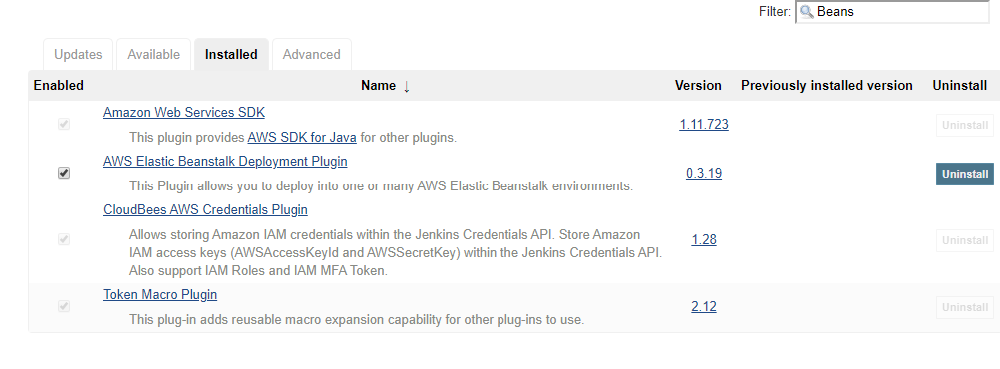 Filter: Beans
Updates Available Installed Advanced
Enabled Name ↓ Version Previously installed version Uninstall
Amazon Web Services SDK
This plugin provides AWS SDK for Java for other plugins.
1.11.723 Uninstall
AWS Elastic Beanstalk Deployment Plugin
This Plugin allows you to deploy into one or many AWS Elastic Beanstalk environments.
0.3.19 Uninstall
CloudBees AWS Credentials Plugin
Allows storing Amazon IAM credentials within the Jenkins Credentials API. Store Amazon
IAM access keys (AWSAccessKeyId and AWSSecretKey) within the Jenkins Credentials API.
Also support IAM Roles and IAM MFA Token.
1.28 Uninstall
Token Macro Plugin
This plug-in adds reusable macro expansion capability for other plug-ins to use.
2.12 Uninstall